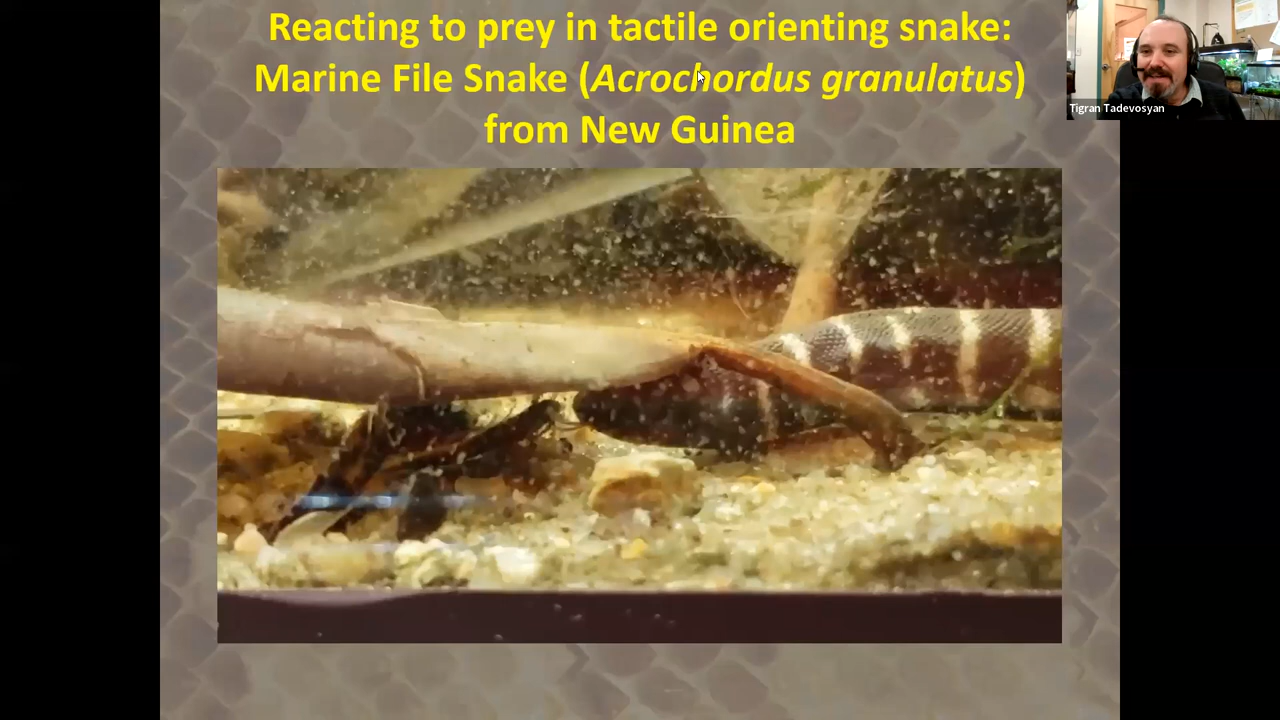 Reacting to prey in tactile orienting snake:
Marine File Snake (Acrochordus granulatus)
from New Guinea
Tigran Tadevosyan